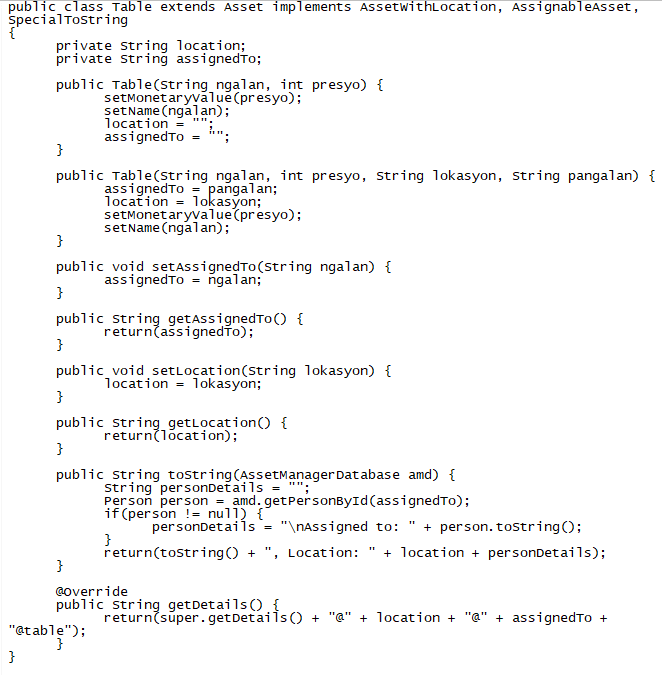 public class Table extends Asset implements AssetWithLocation, AssignableAsset,
SpecialToString
{
      private String location;
      private String assignedTo;

      public Table(String ngalan, int presyo) {
            setMonetaryValue(presyo);
            setName(ngalan);
            location = "";
            assignedTo = "";
      }

      public Table(String ngalan, int presyo, String lokasyon, String pangalan) {
            assignedTo = pangalan;
            location = lokasyon;
            setMonetaryValue(presyo);
            setName(ngalan);
      }

      public void setAssignedTo(String ngalan) {
            assignedTo = ngalan;
      }

      public String getAssignedTo() {
            return(assignedTo);
      }

      public void setLocation(String lokasyon) {
            location = lokasyon;
      }

      public String getLocation() {
            return(location);
      }

      public String toString(AssetManagerDatabase amd) {
            String personDetails = "";
            Person person = amd.getPersonById(assignedTo);
            if(person != null) {
                  personDetails = "\nAssigned to: " + person.toString();
            }
            return(toString() + ", Location: " + location + personDetails);
      }

      @Override
      public String getDetails() {
            return(super.getDetails() + "@" + location + "@" + assignedTo +
"@table");
      }
}